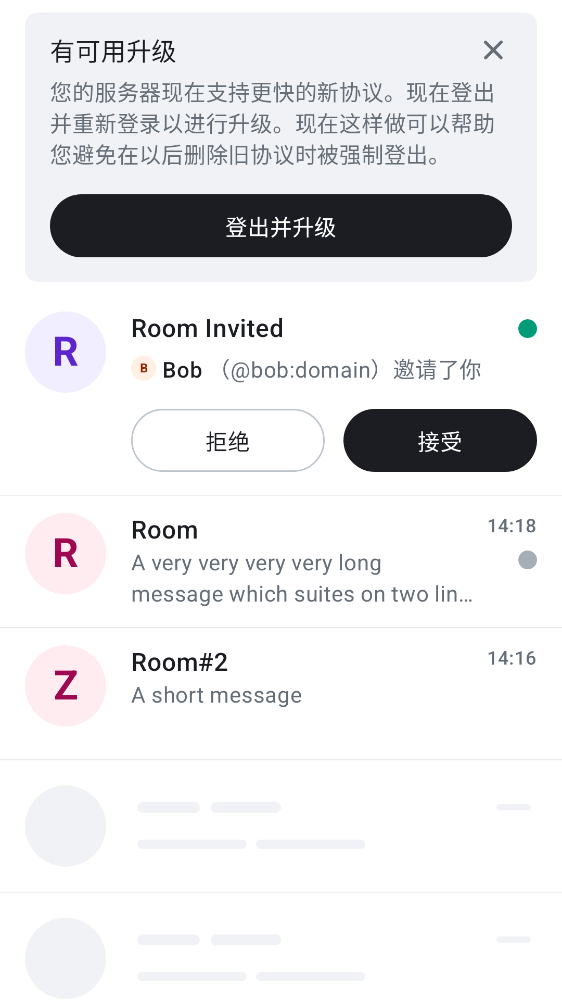 有可用升级
您的服务器现在支持更快的新协议。现在登出
并重新登录以进行升级。现在这样做可以帮助
您避免在以后删除旧协议时被强制登出。
登出并升级
R
Room Invited
B Bob （@bob:domain）邀请了你
拒绝
接受
R
Room
14:18
A very very very very long
message which suites on two lin…
Z
Room#2
14:16
A short message